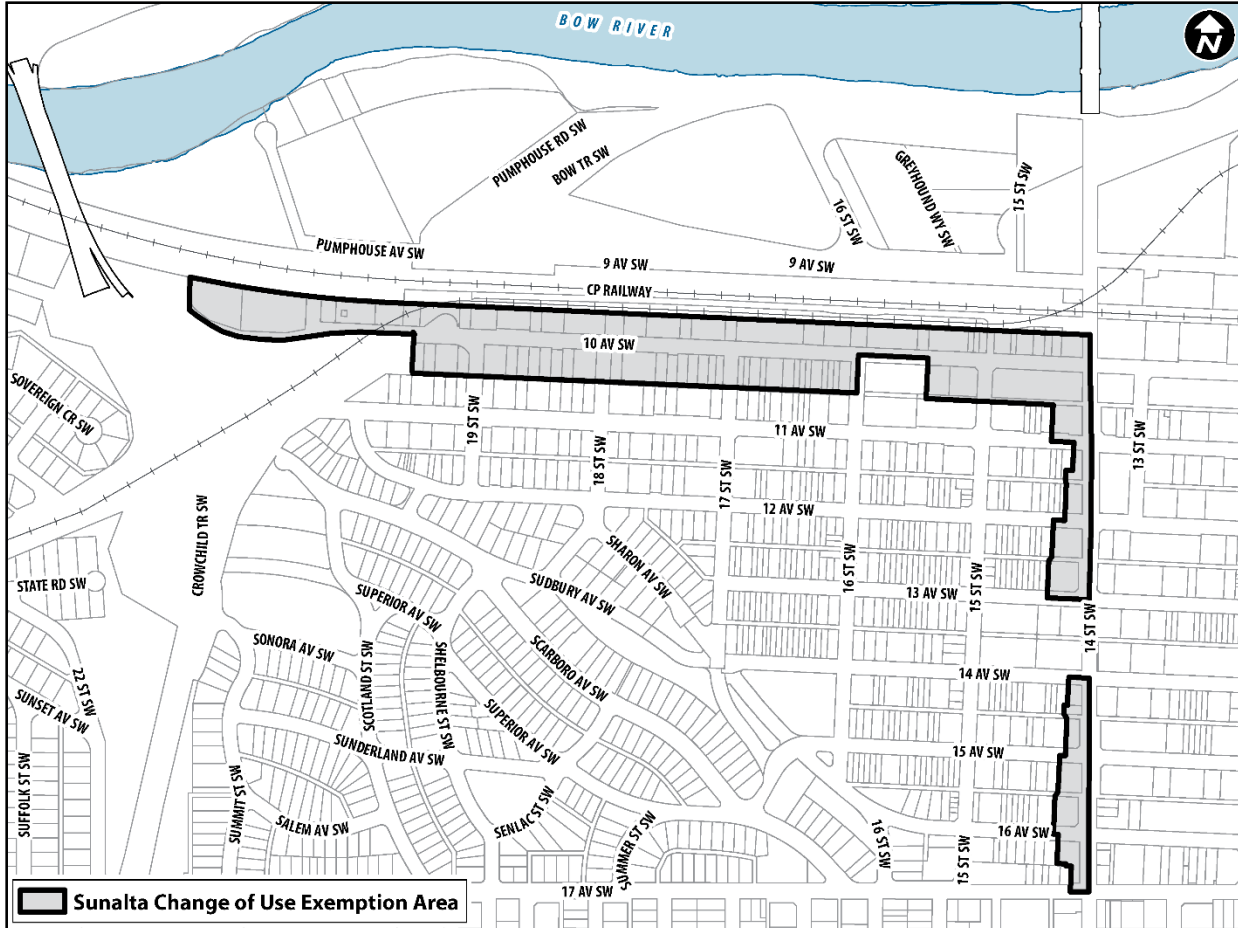 BOW RIVER
N
PUMPHOUSE RD SW
BOW TR SW
GREYHOUND WY SW
15 ST SW
16 ST SW
PUMPHOUSE AV SW
9 AV SW
9 AV SW
CP RAILWAY
10 AV SW
SOVEREIGN CR SW
19 ST SW
18 ST SW
11 AV SW
13 ST SW
17 ST SW
12 AV SW
CROWCHILD TR SW
SHARON AV SW
16 ST SW
15 ST SW
STATE RD SW
SUDBURY AV SW
13 AV SW
SUPERIOR AV SW
14 ST SW
SONORA AV SW
SCOTLAND ST SW
SHELBOURNE ST SW
SCARBORO AV SW
14 AV SW
22 ST SW
SUNSET AV SW
SUPERIOR AV SW
SUNDERLAND AV SW
15 AV SW
SUFFOLK ST SW
SUMMIT ST SW
SALEM AV SW
SENLAC ST SW
SUMMER ST SW
16 ST SW
15 ST SW
16 AV SW
17 AV SW
Sunalta Change of Use Exemption Area